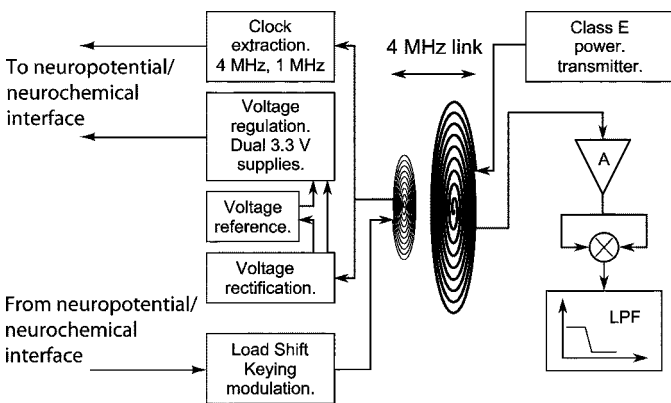 Clock
extraction.
4 MHz, 1 MHz
To neuropotential/
neurochemical
interface
Voltage
regulation.
Dual 3.3 V
supplies.
Voltage
reference.
Voltage
rectification.
From neuropotential/
neurochemical
interface
Load Shift
Keying
modulation.
4 MHz link
Class E
power.
transmitter.
A
LPF